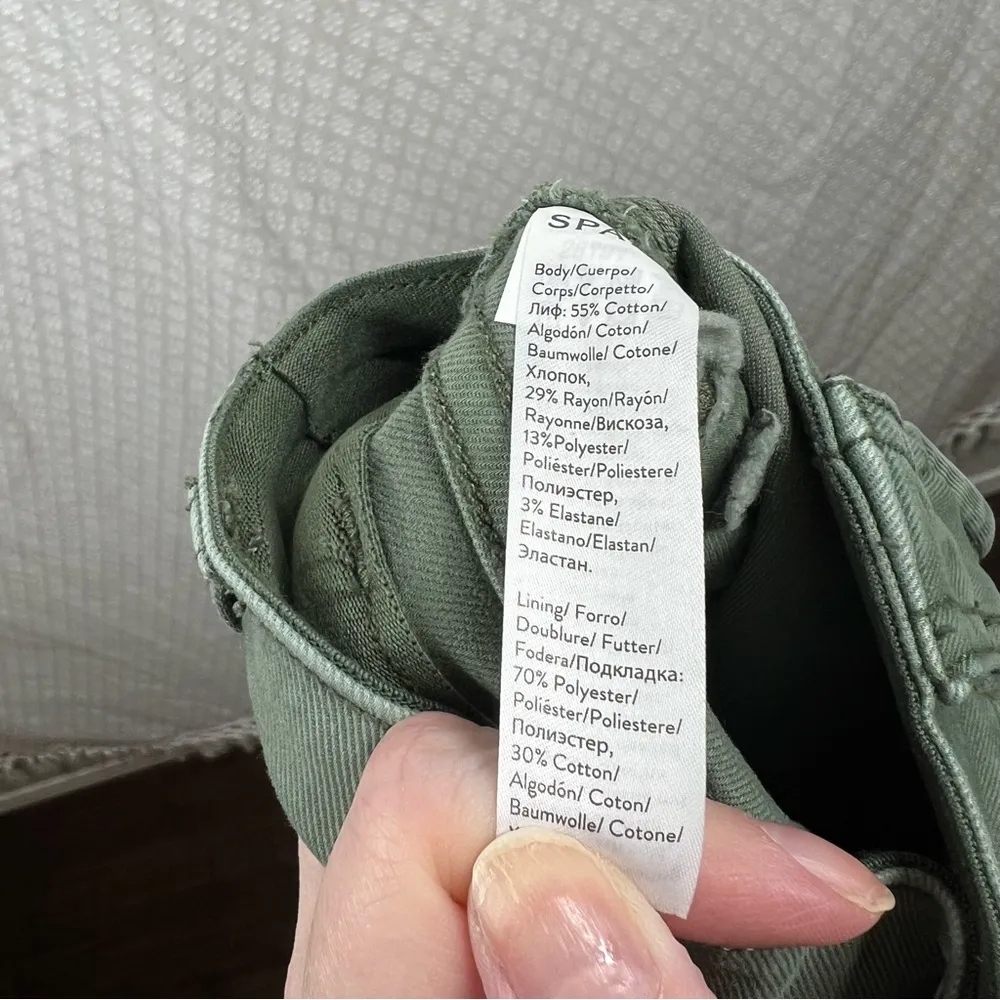 SPA
Body/Cuerpo/
Corps/Corpetto/
Лиф: 55% Cotton/
Algodón/ Coton/
Baumwolle/ Cotone/
Хлопок,
29% Rayon/Rayón/
Rayonne/Вискоза,
13%Polyester/
Poliéster/Poliestere/
Полиэстер,
3% Elastane/
Elastano/Elastan/
Эластан.
Lining/ Forro/
Doublure/ Futter/
Fodera/Подкладка:
70% Polyester/
Poliéster/Poliestere/
Полиэстер,
30% Cotton/
Algodón/ Coton/
Baumwolle/ Cotone/